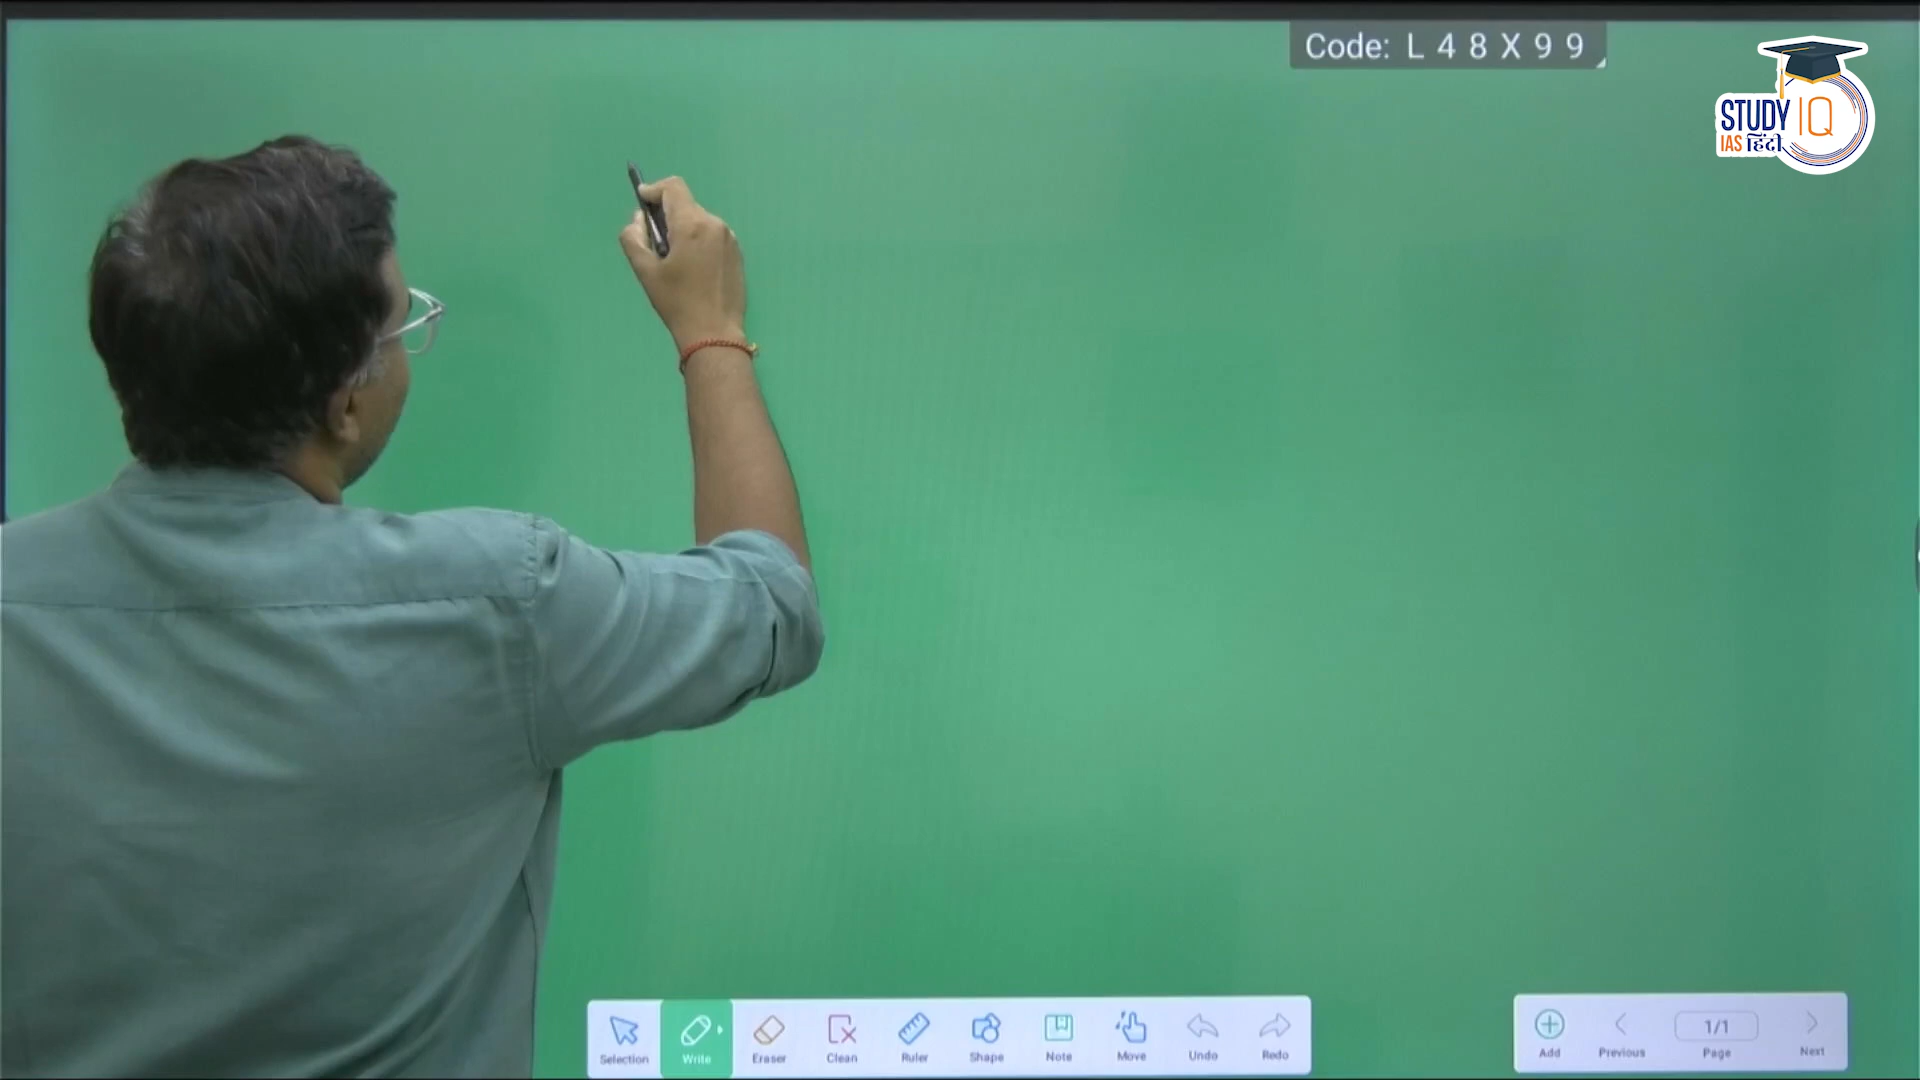 Code: L 4 8 X 9 9
STUDY IQ
IAS हिंदी
Selection
Write
Eraser
Clean
Ruler
Shape
Note
Move
Undo
Redo
Add
Previous
1/1
Page
Next